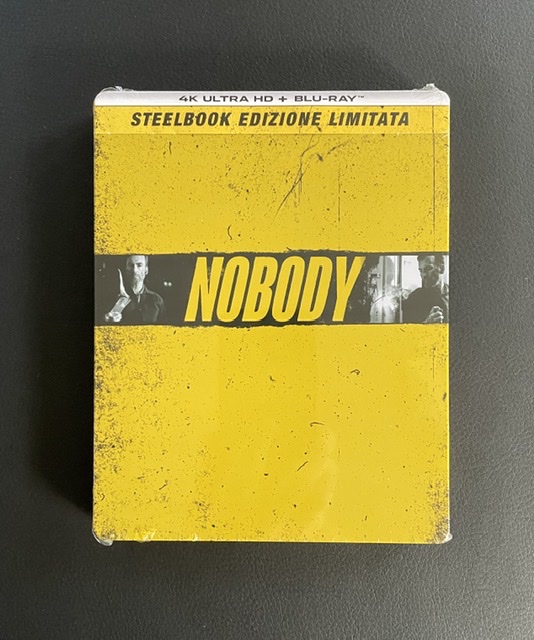 4K ULTRA HD + BLU-RAY™
STEELBOOK EDIZIONE LIMITATA
NOBODY